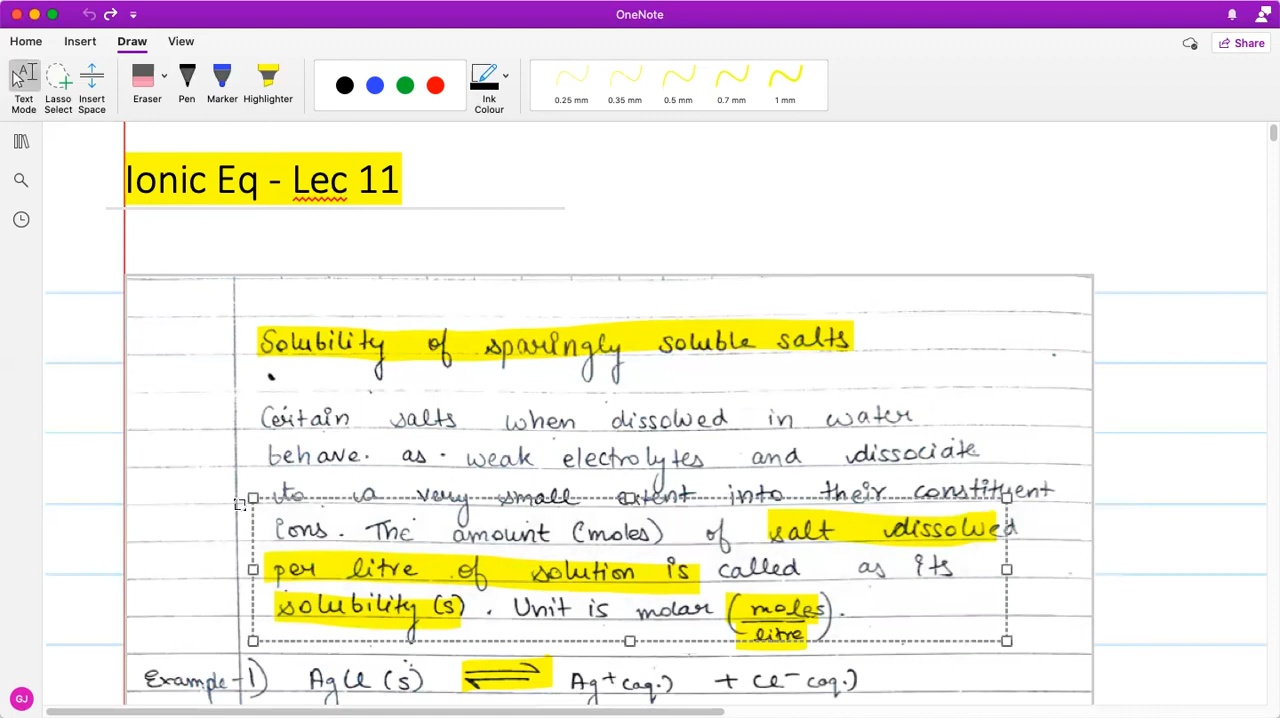 OneNote
Home Insert Draw View
Share
Text Mode
Lasso Select
Insert Space
Eraser
Pen
Marker
Highlighter
Ink Colour
0.25 mm
0.35 mm
0.5 mm
0.7 mm
1 mm
Ionic Eq - Lec 11
Solubility of sparingly soluble salts
Certain salts when dissolved in water
behave. as weak electrolytes and dissociate
to a very small extent into their constituent
ions. The amount (moles) of salt dissolved
per litre of solution is called as its
solubility (s). Unit is molar (moles/litre).
Example-1) AgCl (s) ⇌ Ag+ (aq.) + Cl- (aq.)
GJ